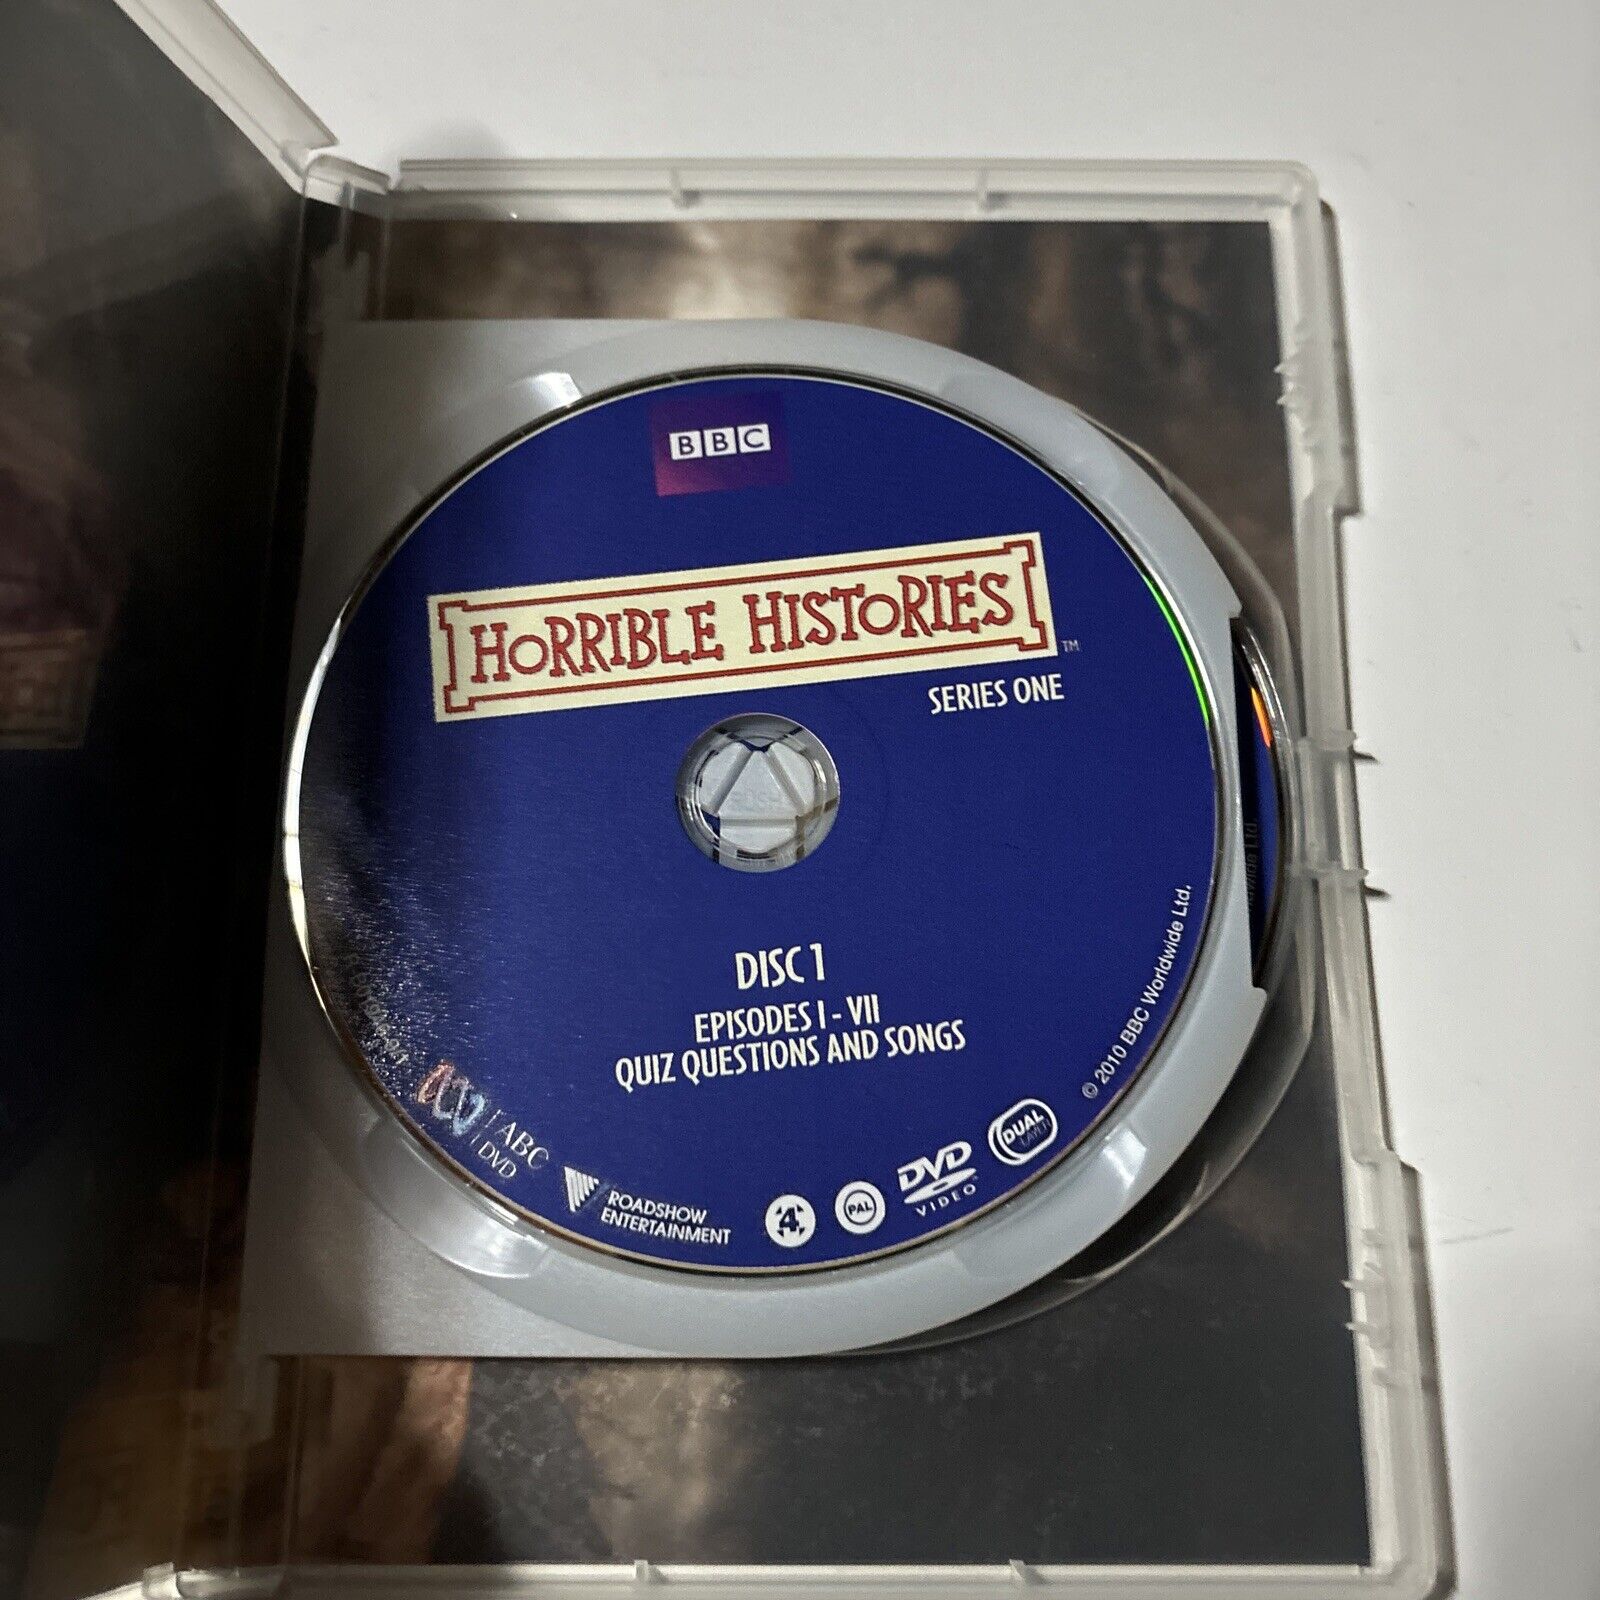 BBC
HORRIBLE HISTORIES TM
SERIES ONE
DISC 1
EPISODES I - VII
QUIZ QUESTIONS AND SONGS
© 2010 BBC Worldwide Ltd.
ABC
DVD
ROADSHOW
ENTERTAINMENT
4
PAL
DVD
VIDEO
DUAL
LAYER